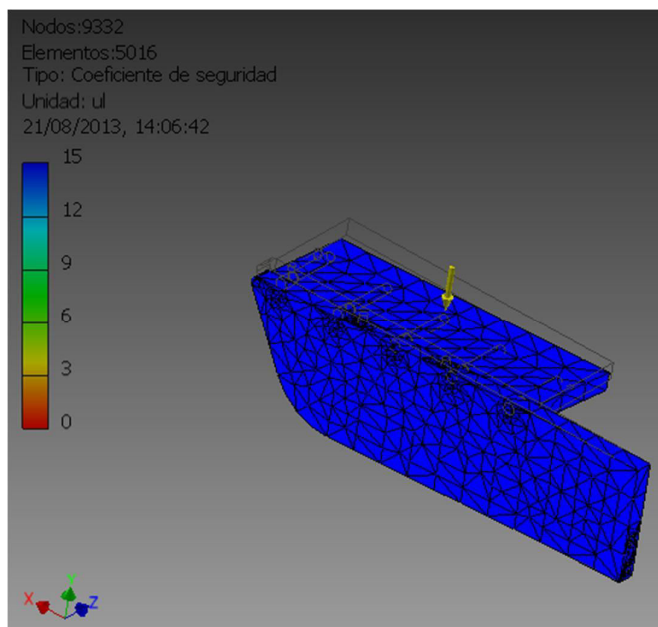 Nodos:9332
Elementos:5016
Tipo: Coeficiente de seguridad
Unidad: ul
21/08/2013, 14:06:42
15
12
9
6
3
0
X
Y
Z